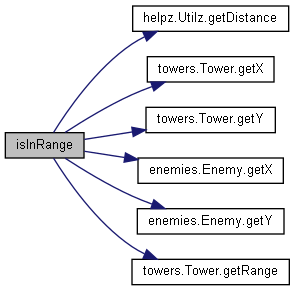 helpz.Utilz.getDistance
towers.Tower.getX
towers.Tower.getY
isInRange
enemies.Enemy.getX
enemies.Enemy.getY
towers.Tower.getRange